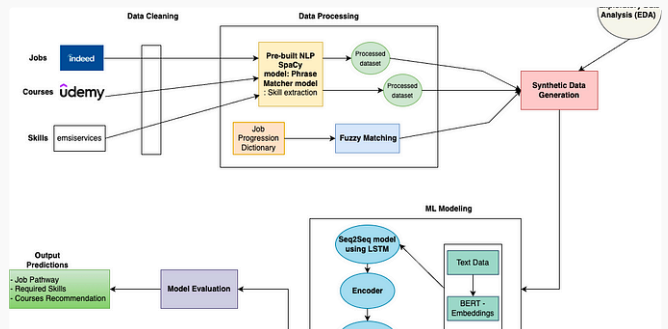 Analysis (EDA)
Data Cleaning
Data Processing
Jobs
indeed
Courses
ûdemy
Skills
emsiservices
Pre-built NLP
SpaCy
model: Phrase
Matcher model
: Skill extraction
Processed
dataset
Processed
dataset
Job
Progression
Dictionary
Fuzzy Matching
Synthetic Data
Generation
ML Modeling
Seq2Seq model
using LSTM
Encoder
Text Data
BERT -
Embeddings
Output
Predictions
- Job Pathway
- Required Skills
- Courses Recommendation
Model Evaluation